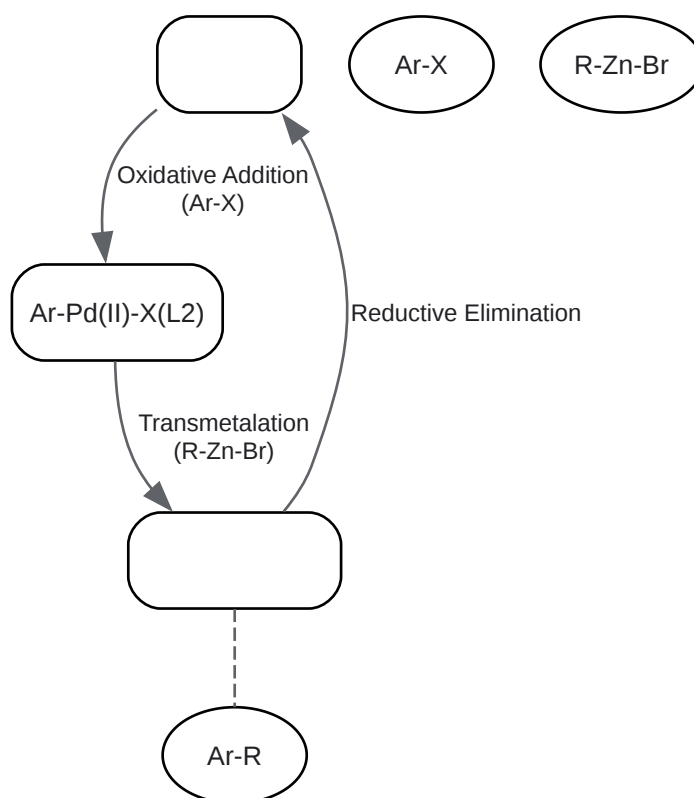 Ar-X
R-Zn-Br
Oxidative Addition
(Ar-X)
Ar-Pd(II)-X(L2)
Reductive Elimination
Transmetalation
(R-Zn-Br)
Ar-R